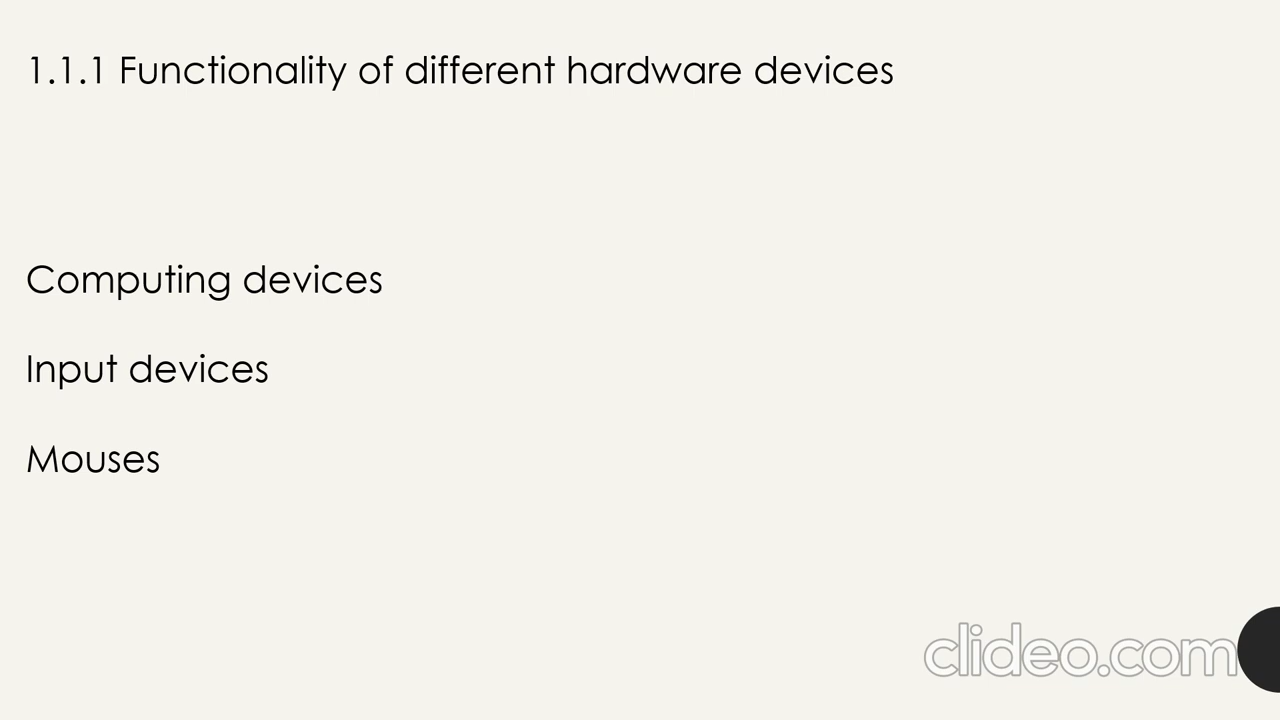 1.1.1 Functionality of different hardware devices
Computing devices
Input devices
Mouses
clideo.com